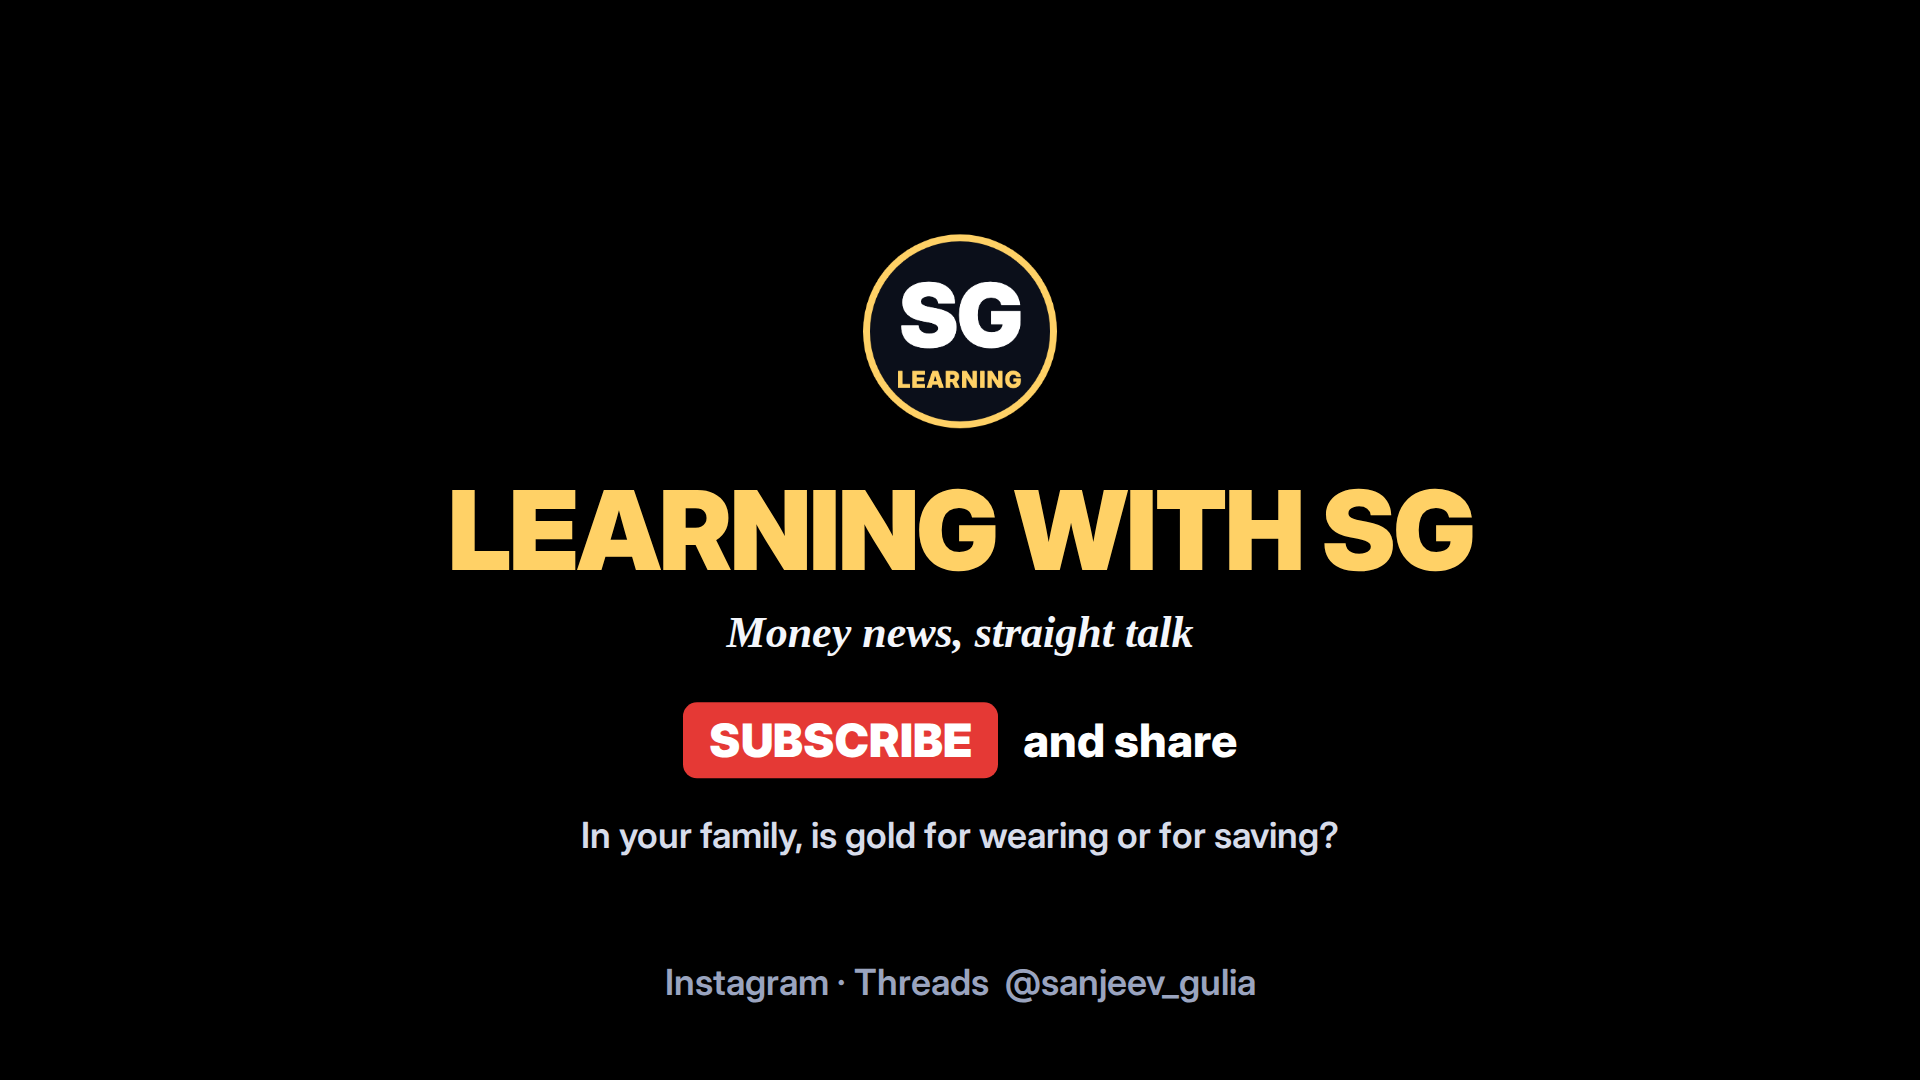 SG
LEARNING
LEARNING WITH SG
Money news, straight talk
SUBSCRIBE and share
In your family, is gold for wearing or for saving?
Instagram · Threads @sanjeev_gulia